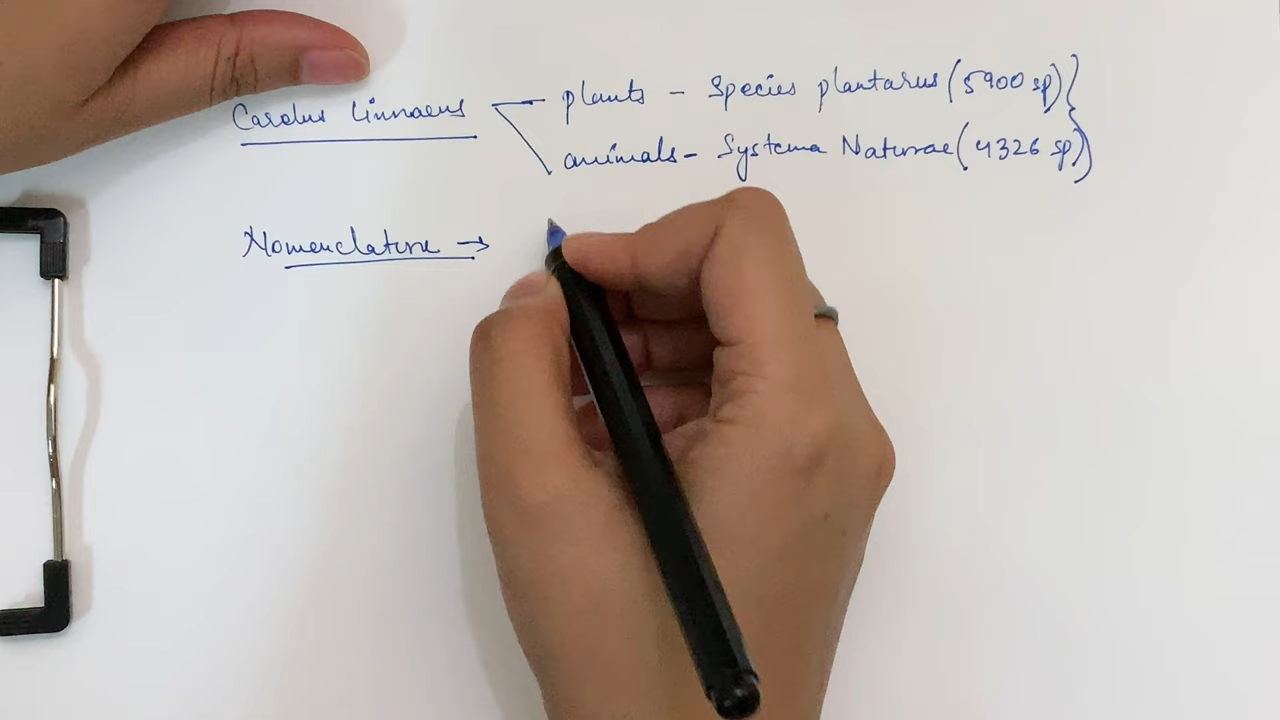 Carolus Linnaeus
plants - Species plantarus (5900 sp)
animals - Systema Naturae (4326 sp)
Nomenclature →